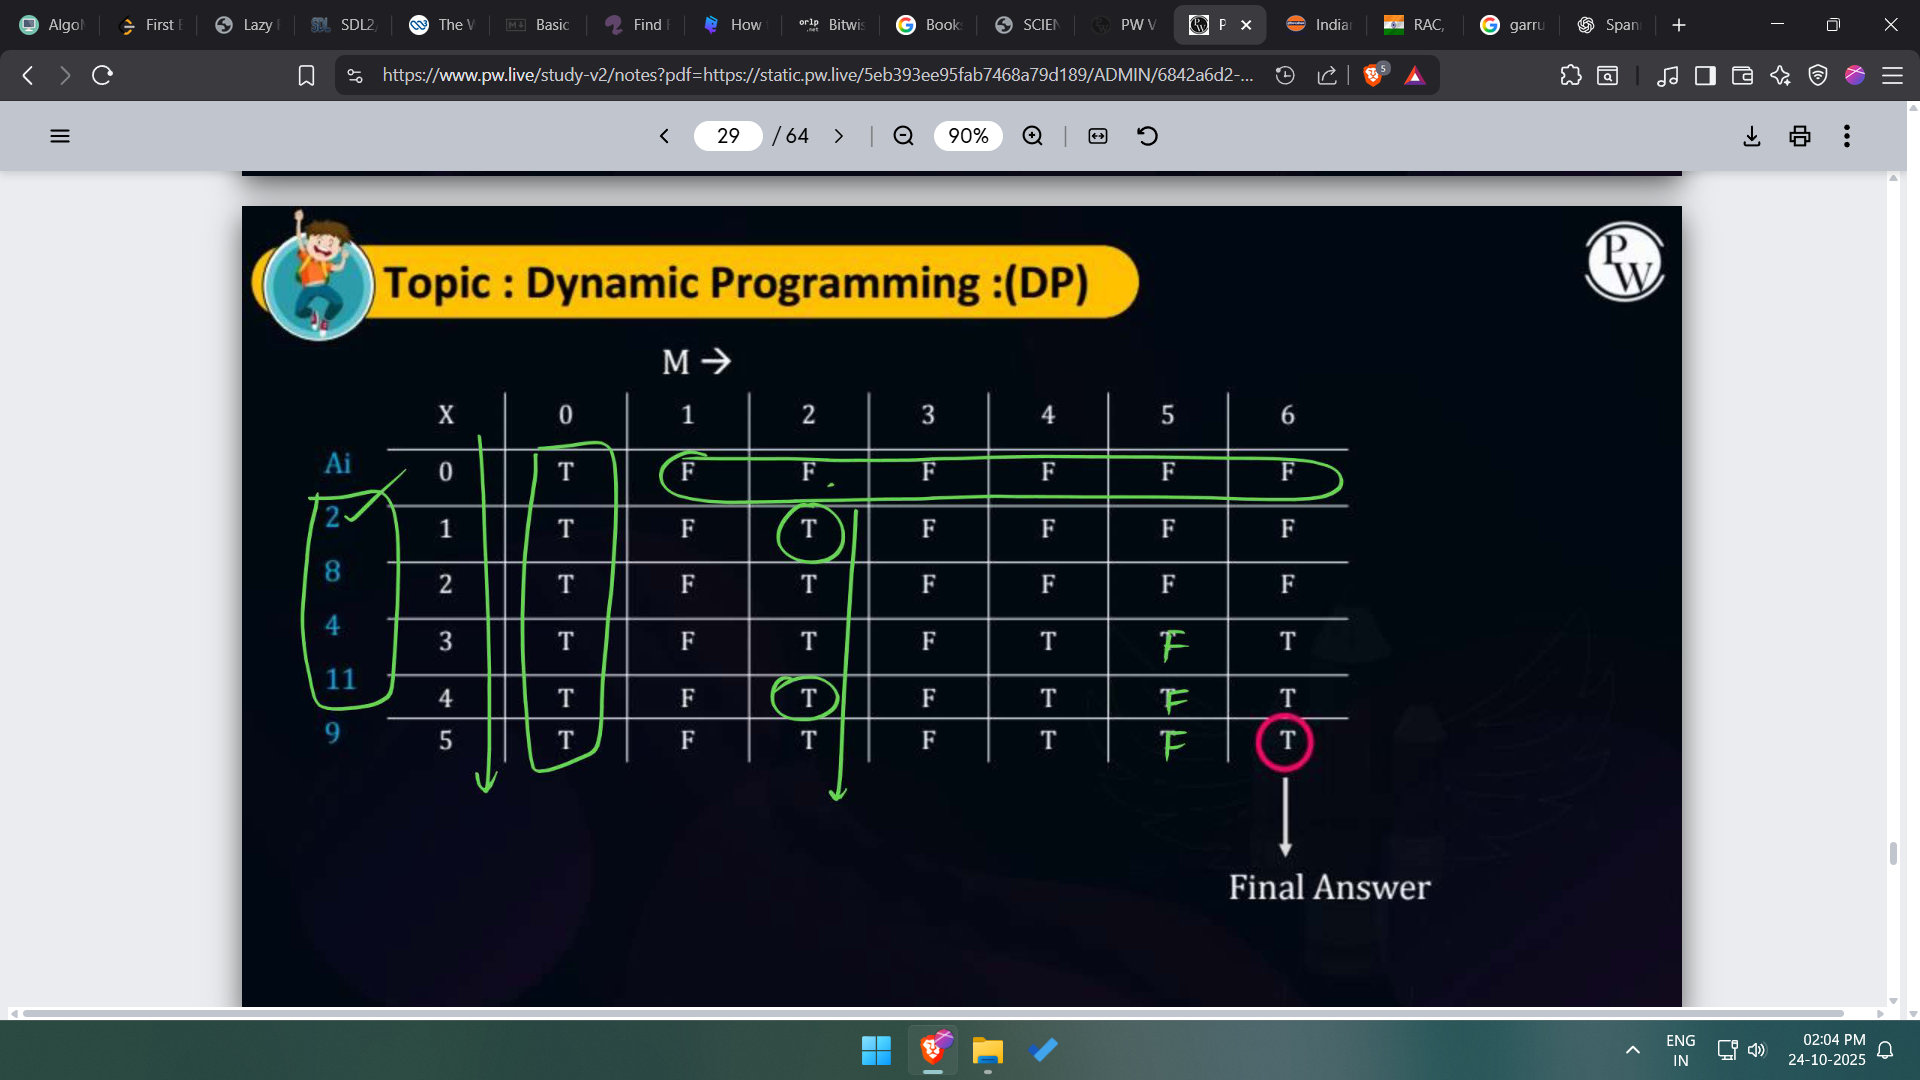 Algo
First
Lazy
SDL2
The V
Basic
Find
How
Bitwis
Book
SCIEN
PW V
P
India
RAC,
garru
Span
https://www.pw.live/study-v2/notes?pdf=https://static.pw.live/5eb393ee95fab7468a79d189/ADMIN/6842a6d2-...
5
29 / 64
90%
Topic : Dynamic Programming :(DP)
PW
M →
X 0 1 2 3 4 5 6
Ai 0 T F F F F F F
2 1 T F T F F F F
8 2 T F T F F F F
4 3 T F T F T F T
11 4 T F T F T F T
9 5 T F T F T F T
Final Answer
ENG
IN
02:04 PM
24-10-2025